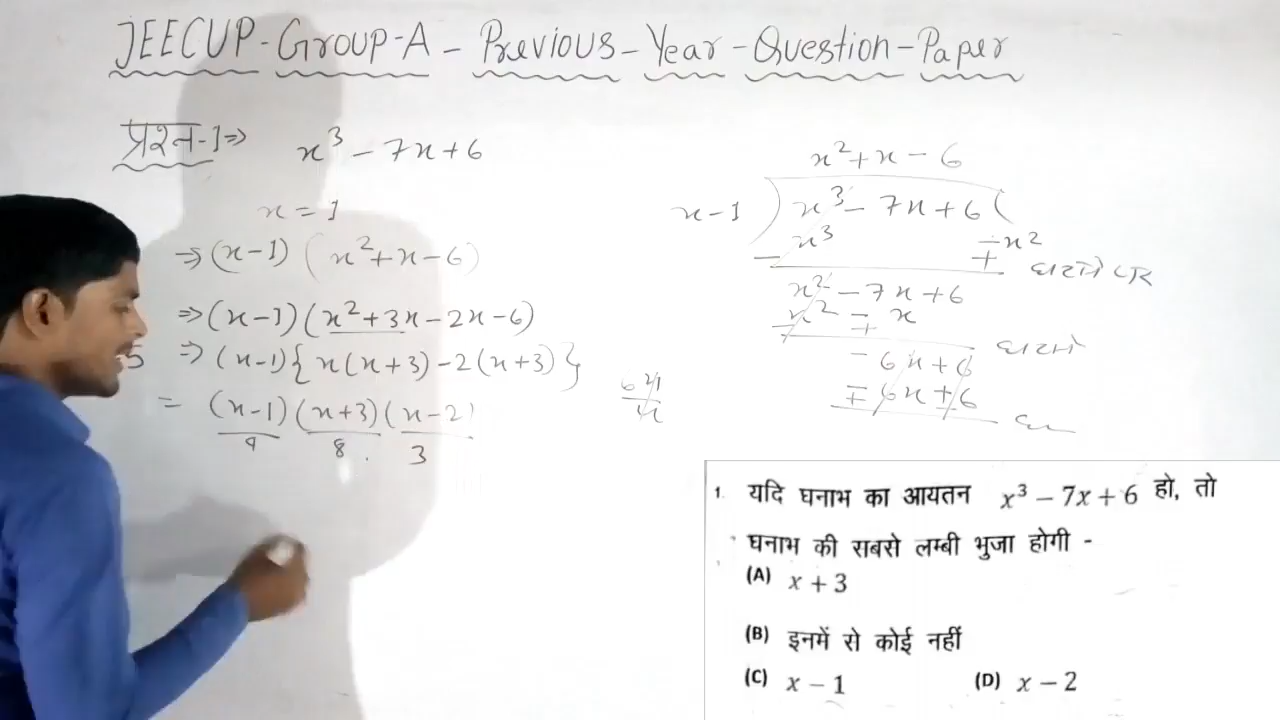 JEECUP-Group-A-Previous-Year-Question-Paper
प्रश्न-1⇒ x³ - 7x + 6
x = 1
⇒ (x-1) (x²+x-6)
⇒ (x-1) (x²+3x-2x-6)
⇒ (x-1) { x(x+3) -2(x+3) }
= (x-1) (x+3) (x-2)
8
3
x²+x-6
x-1 ) x³ - 7x + 6 (
x³ - x²
- + घटाने पर
x² - 7x + 6
x² - x
- + घटाने
- 6x + 6
- 6x + 6
1. यदि घनाभ का आयतन x³ - 7x + 6 हो, तो
घनाभ की सबसे लम्बी भुजा होगी -
(A) x + 3
(B) इनमें से कोई नहीं
(C) x - 1 (D) x - 2